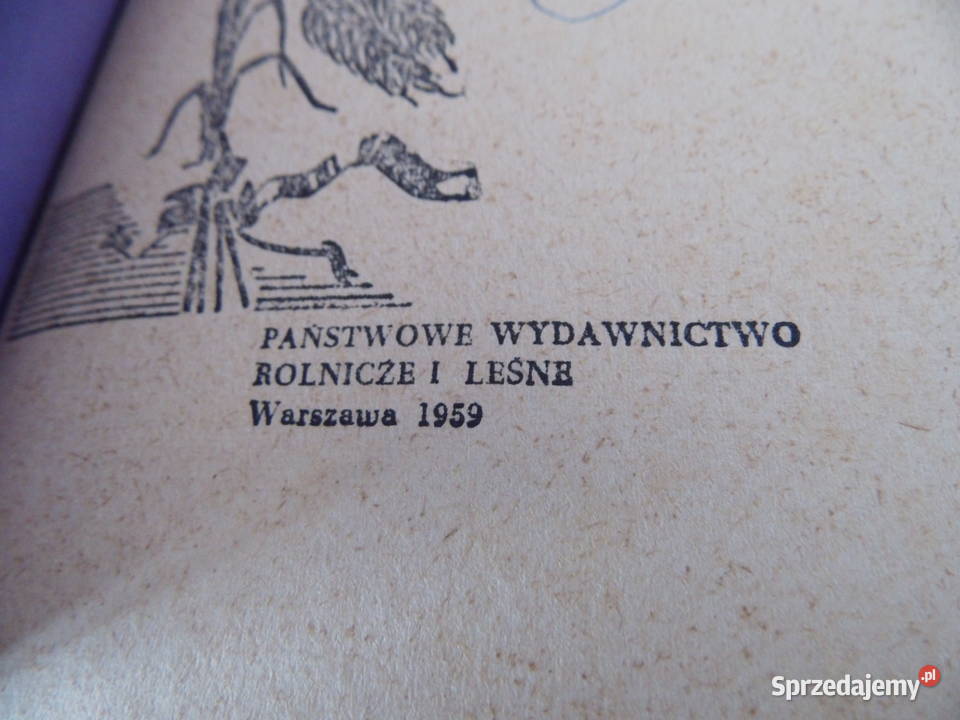 PAŃSTWOWE WYDAWNICTWO
ROLNICZE I LEŚNE
Warszawa 1959
Sprzedajemy.pl